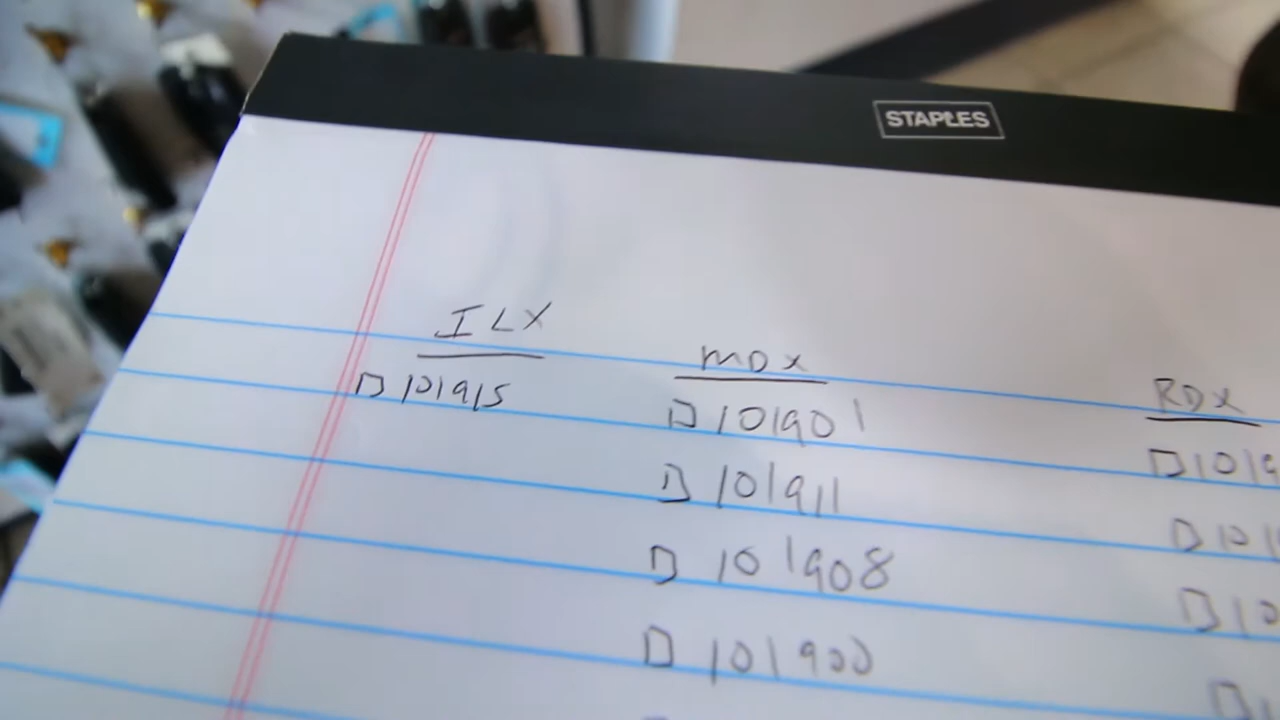 STAPLES
ILX
D101915
MDX
D101901
D101911
D101908
D101900
RDX